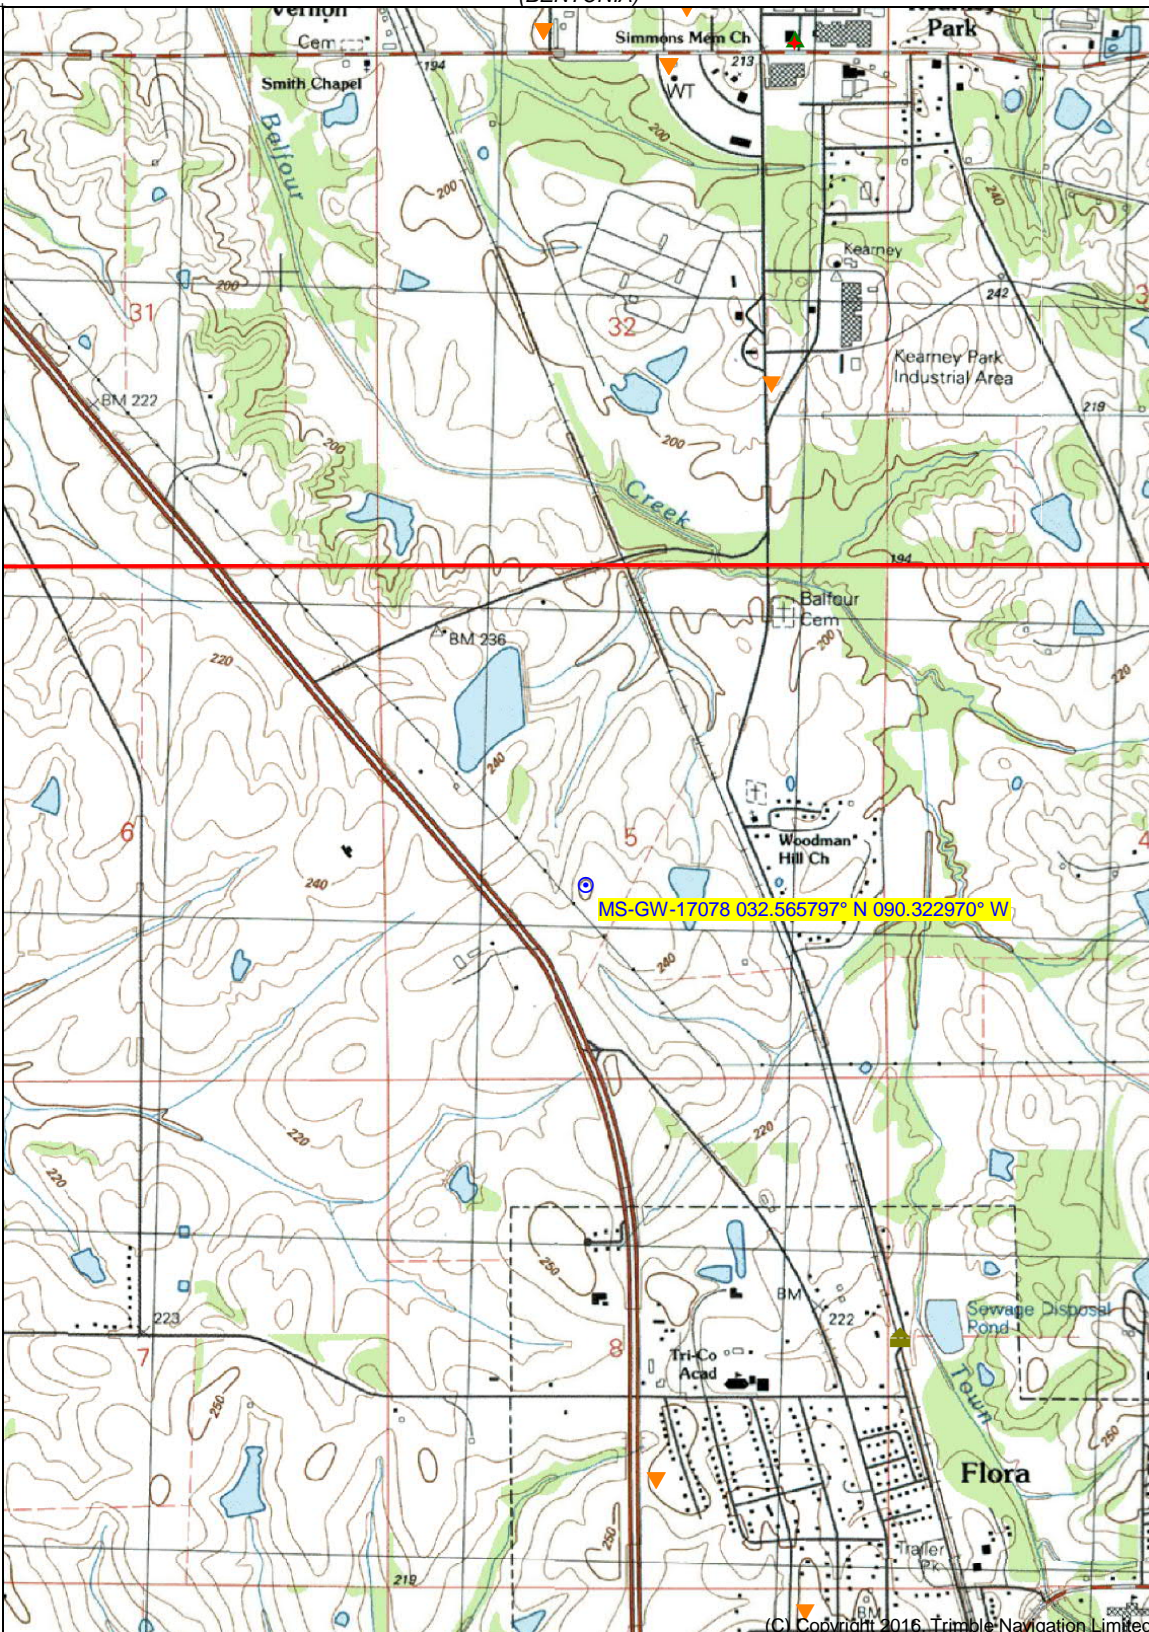 (BENTONIA)
Vernon
Cem
Simmons Mem Ch
Kearney
Park
194
213
Smith Chapel
WT
Balfour
200
200
240
Kearney
200
242
31
32
3
Kearney Park
Industrial Area
BM 222
219
200
200
Creek
194
Balfour
Cem
BM 236
200
220
220
240
6
5
Woodman
Hill Ch
4
240
MS-GW-17078 032.565797° N 090.322970° W
240
220
220
220
250
BM
222
Sewage Disposal
Pond
223
7
8
Tri-Co
Acad
Town
250
250
Flora
250
Trailer
Pk
219
BM
(C) Copyright 2016, Trimble Navigation Limited